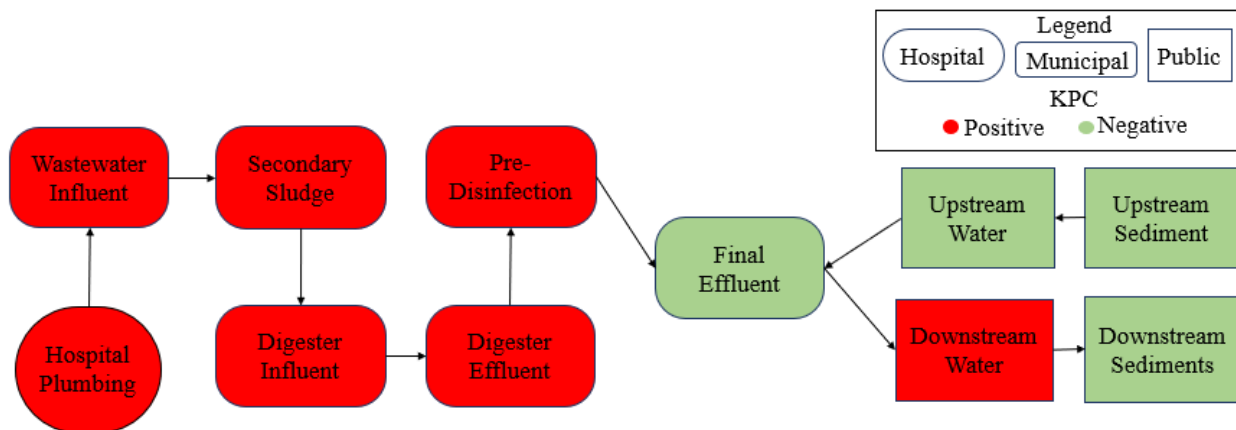 Legend
Hospital
Municipal
Public
KPC
Positive
Negative
Wastewater
Influent
Secondary
Sludge
Pre-
Disinfection
Upstream
Water
Upstream
Sediment
Final
Effluent
Hospital
Plumbing
Digester
Influent
Digester
Effluent
Downstream
Water
Downstream
Sediments